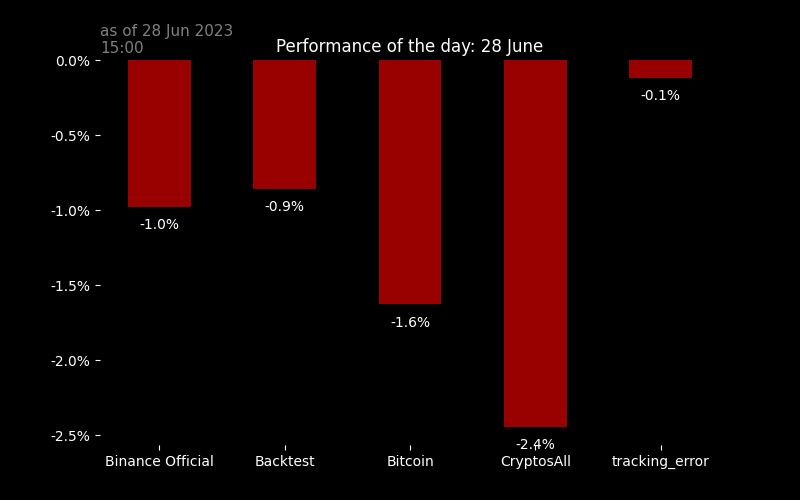 as of 28 Jun 2023
15:00
Performance of the day: 28 June
0.0%
-0.5%
-1.0%
-1.5%
-2.0%
-2.5%
-1.0%
-0.9%
-1.6%
-2.4%
-0.1%
Binance Official
Backtest
Bitcoin
CryptosAll
tracking_error